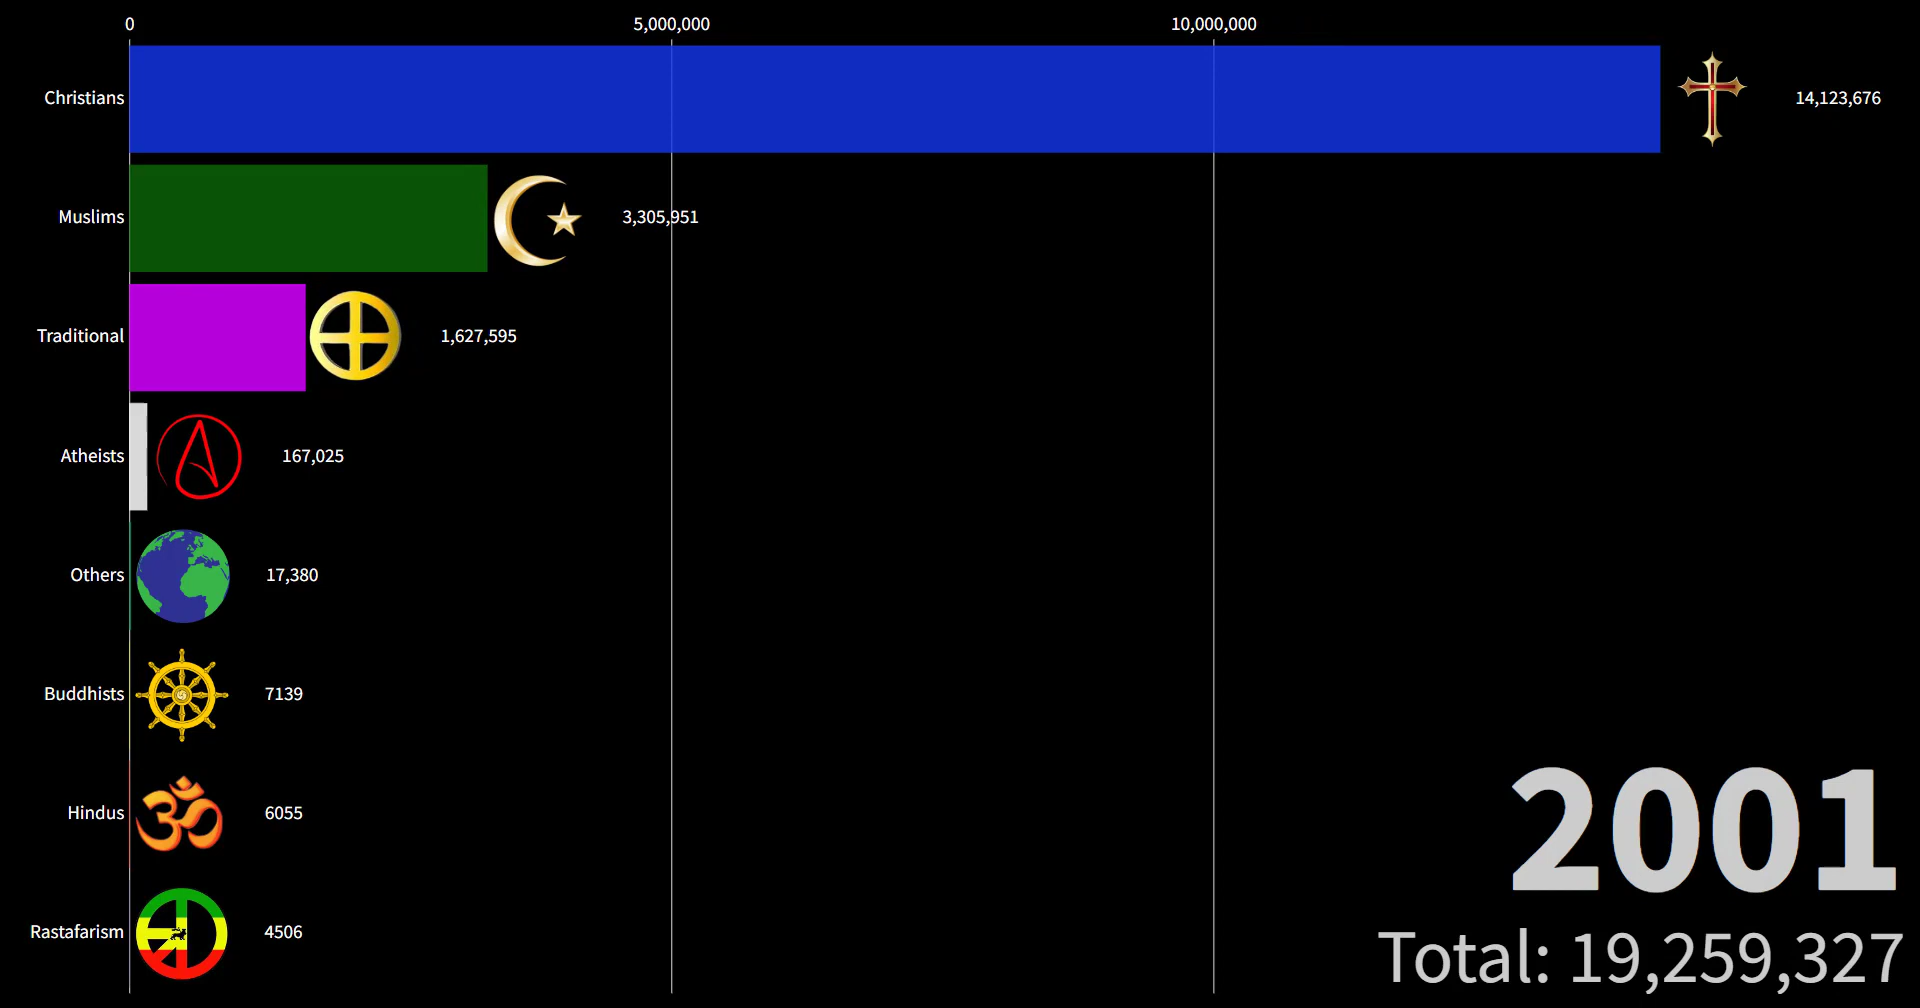 0 5,000,000 10,000,000
Christians 14,123,676
Muslims 3,305,951
Traditional 1,627,595
Atheists 167,025
Others 17,380
Buddhists 7139
Hindus 6055
Rastafarism 4506
2001
Total: 19,259,327